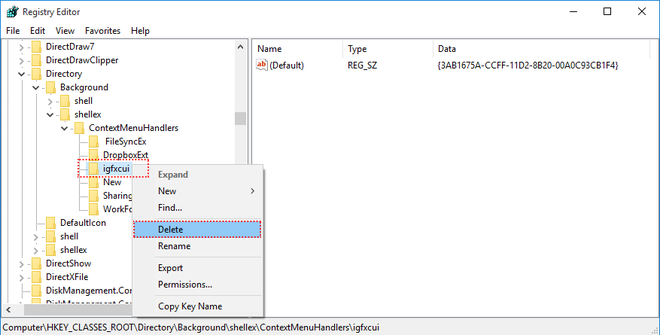 Registry Editor
File Edit View Favorites Help
DirectDraw7
DirectDrawClipper
Directory
Background
shell
shellex
ContextMenuHandlers
FileSyncEx
DropboxExt
igfxcui
New
Sharing
WorkFo
DefaultIcon
shell
shellex
DirectShow
DirectXFile
DiskManagement.Co
DiskManagement.Con
Name Type Data
ab (Default) REG_SZ {3AB1675A-CCFF-11D2-8B20-00A0C93CB1F4}
Expand
New
Find...
Delete
Rename
Export
Permissions...
Copy Key Name
Computer\HKEY_CLASSES_ROOT\Directory\Background\shellex\ContextMenuHandlers\igfxcui